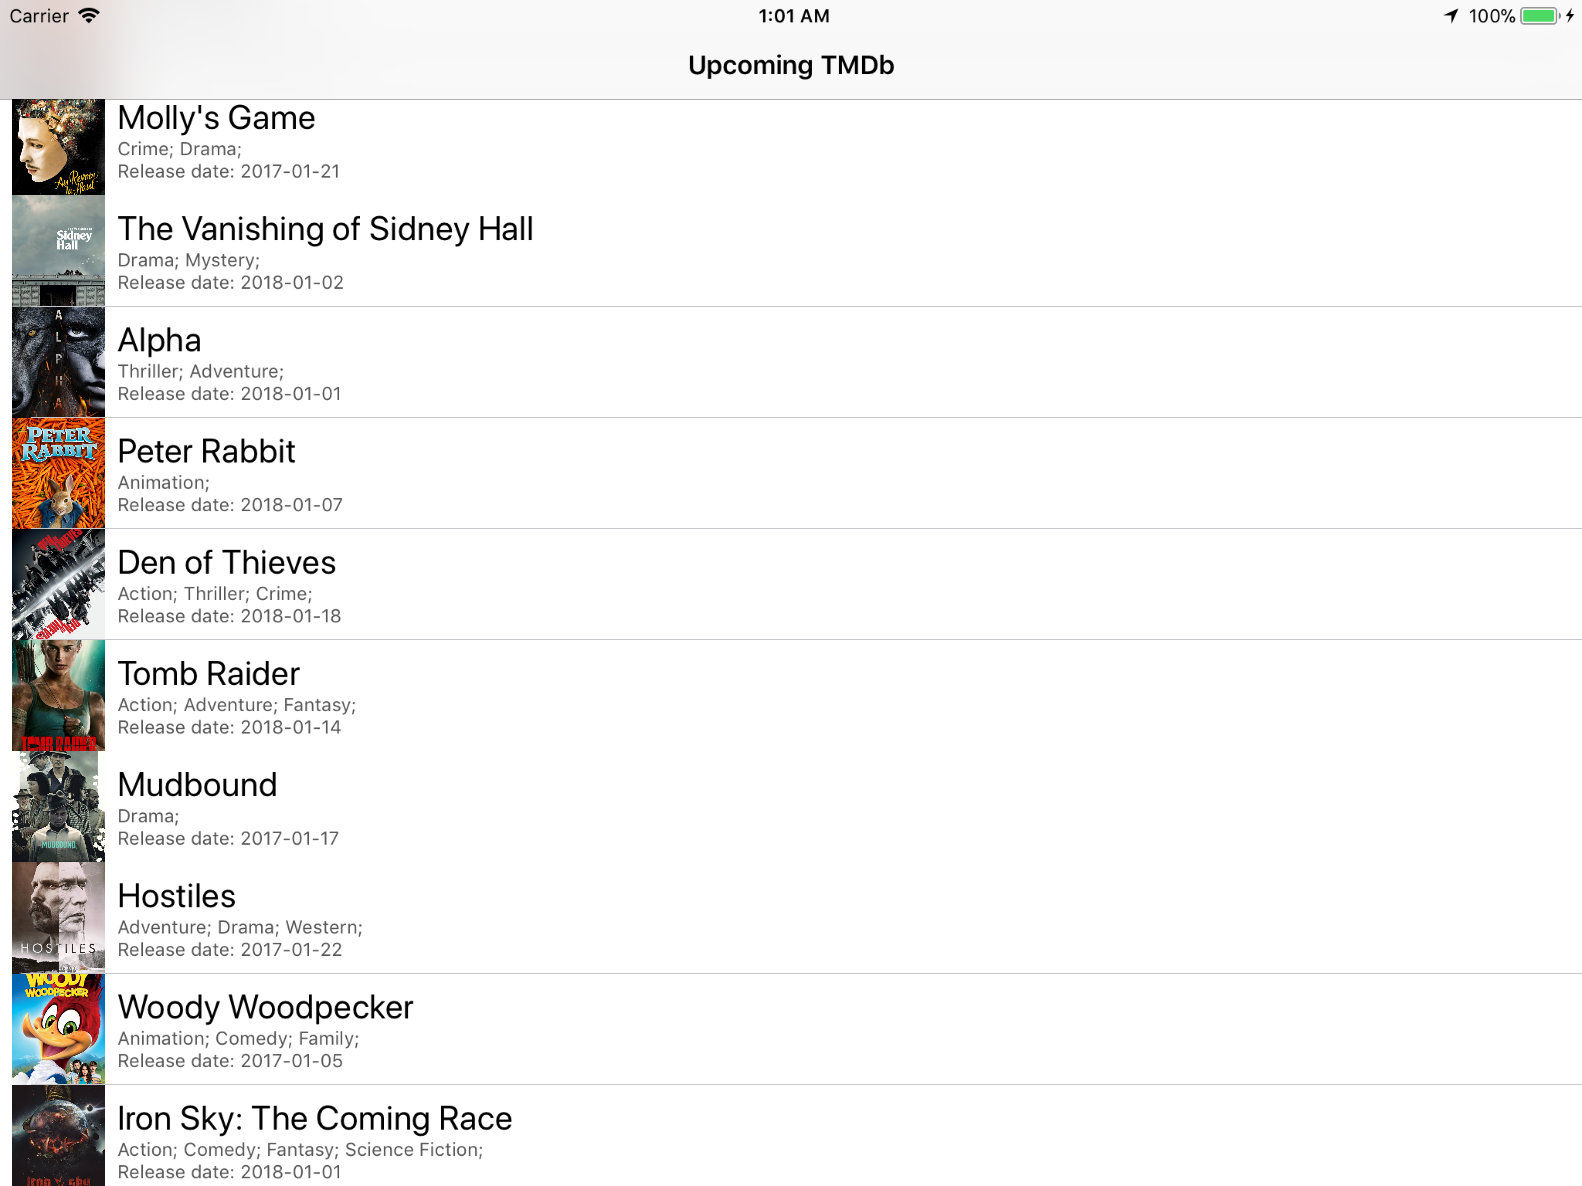 Carrier 1:01 AM 100%
Upcoming TMDb
Molly's Game
Crime; Drama;
Release date: 2017-01-21
Sidney
Hall
The Vanishing of Sidney Hall
Drama; Mystery;
Release date: 2018-01-02
ALPHA
Alpha
Thriller; Adventure;
Release date: 2018-01-01
PETER
RABBIT
Peter Rabbit
Animation;
Release date: 2018-01-07
Den of Thieves
Action; Thriller; Crime;
Release date: 2018-01-18
TOMB RAIDER
Tomb Raider
Action; Adventure; Fantasy;
Release date: 2018-01-14
MUDBOUND
Mudbound
Drama;
Release date: 2017-01-17
HOSTILES
Hostiles
Adventure; Drama; Western;
Release date: 2017-01-22
WOODY
WOODPECKER
Woody Woodpecker
Animation; Comedy; Family;
Release date: 2017-01-05
IRON SKY
Iron Sky: The Coming Race
Action; Comedy; Fantasy; Science Fiction;
Release date: 2018-01-01